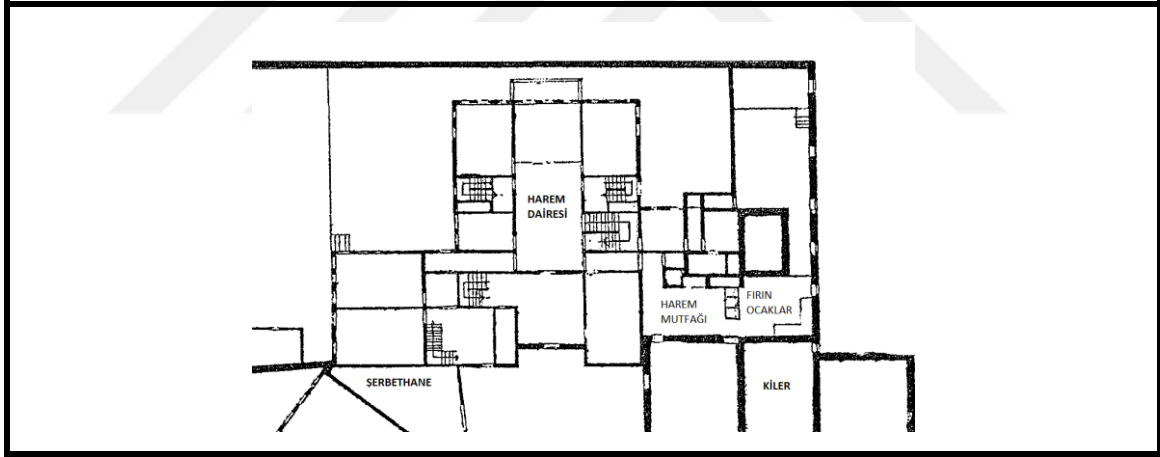 HAREM
DAİRESİ
HAREM
MUTFAĞI
FIRIN
OCAKLAR
ŞERBETHANE
KİLER